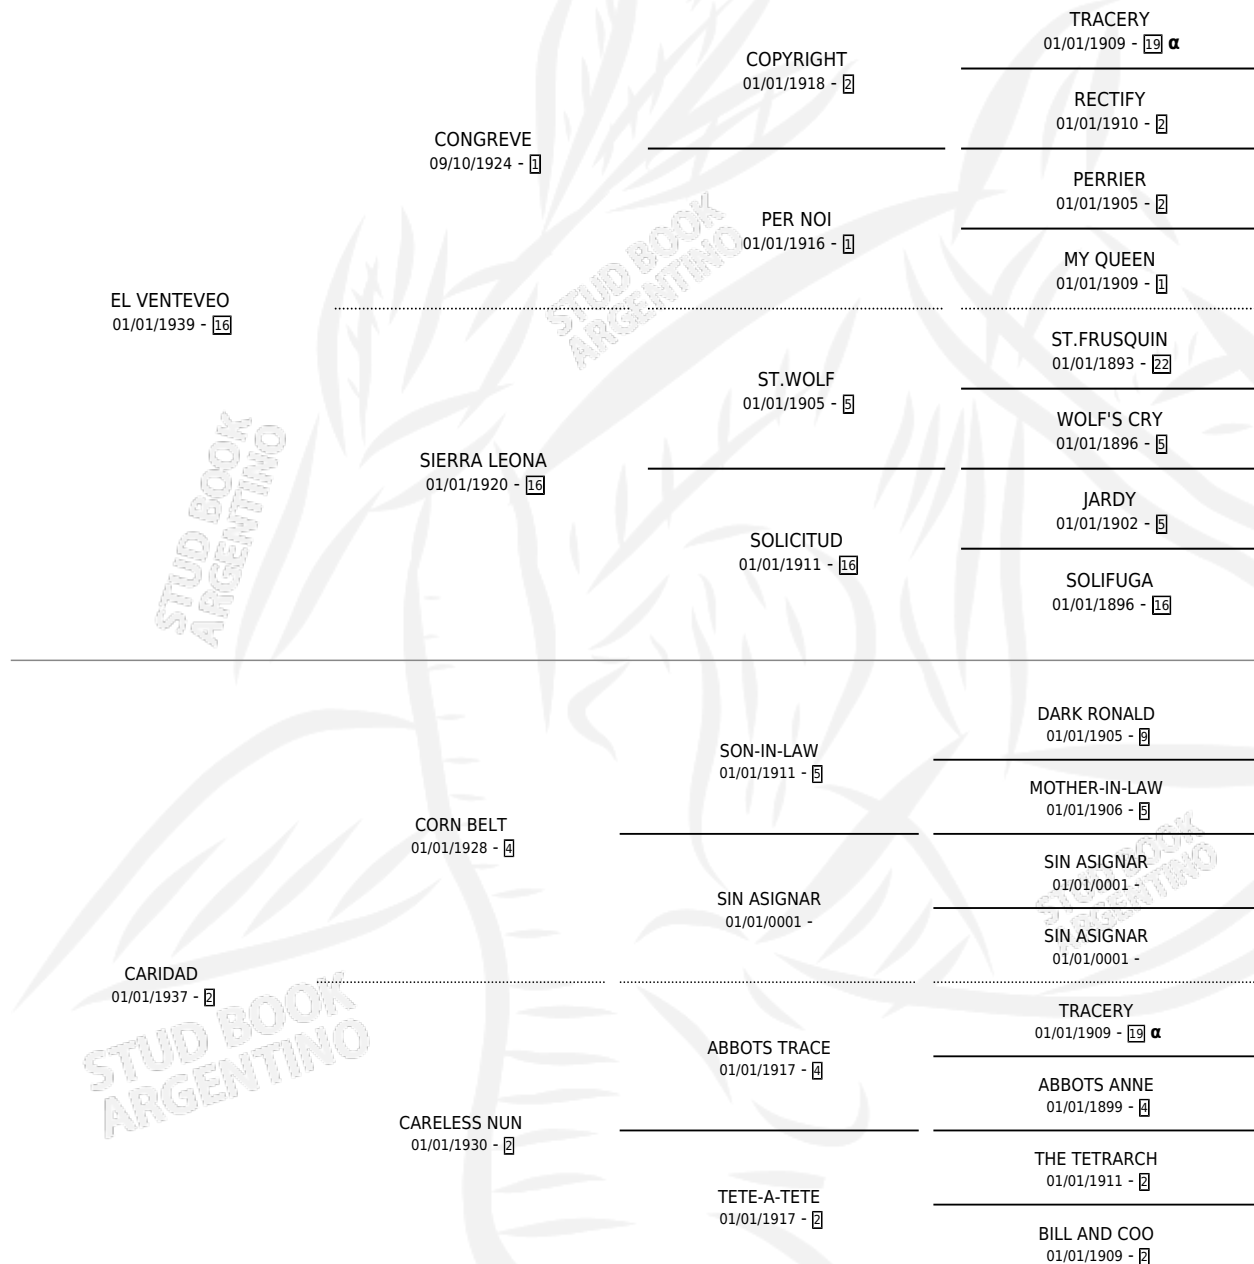 TRACERY
01/01/1909 - 19 α
COPYRIGHT
01/01/1918 - 2
RECTIFY
01/01/1910 - 2
CONGREVE
09/10/1924 - 1
PERRIER
01/01/1905 - 2
PER NOI
01/01/1916 - 1
MY QUEEN
01/01/1909 - 1
EL VENTEVEO
01/01/1939 - 16
ST.FRUSQUIN
01/01/1893 - 22
ST.WOLF
01/01/1905 - 5
WOLF'S CRY
01/01/1896 - 5
SIERRA LEONA
01/01/1920 - 16
JARDY
01/01/1902 - 5
SOLICITUD
01/01/1911 - 16
SOLIFUGA
01/01/1896 - 16
DARK RONALD
01/01/1905 - 9
SON-IN-LAW
01/01/1911 - 5
MOTHER-IN-LAW
01/01/1906 - 5
CORN BELT
01/01/1928 - 4
SIN ASIGNAR
01/01/0001 -
SIN ASIGNAR
01/01/0001 -
SIN ASIGNAR
01/01/0001 -
CARIDAD
01/01/1937 - 2
TRACERY
01/01/1909 - 19 α
ABBOTS TRACE
01/01/1917 - 4
ABBOTS ANNE
01/01/1899 - 4
CARELESS NUN
01/01/1930 - 2
THE TETRARCH
01/01/1911 - 2
TETE-A-TETE
01/01/1917 - 2
BILL AND COO
01/01/1909 - 2
STUD BOOK
ARGENTINO
STUD BOOK
ARGENTINO
STUD BOOK
ARGENTINO
STUD BOOK
ARGENTINO